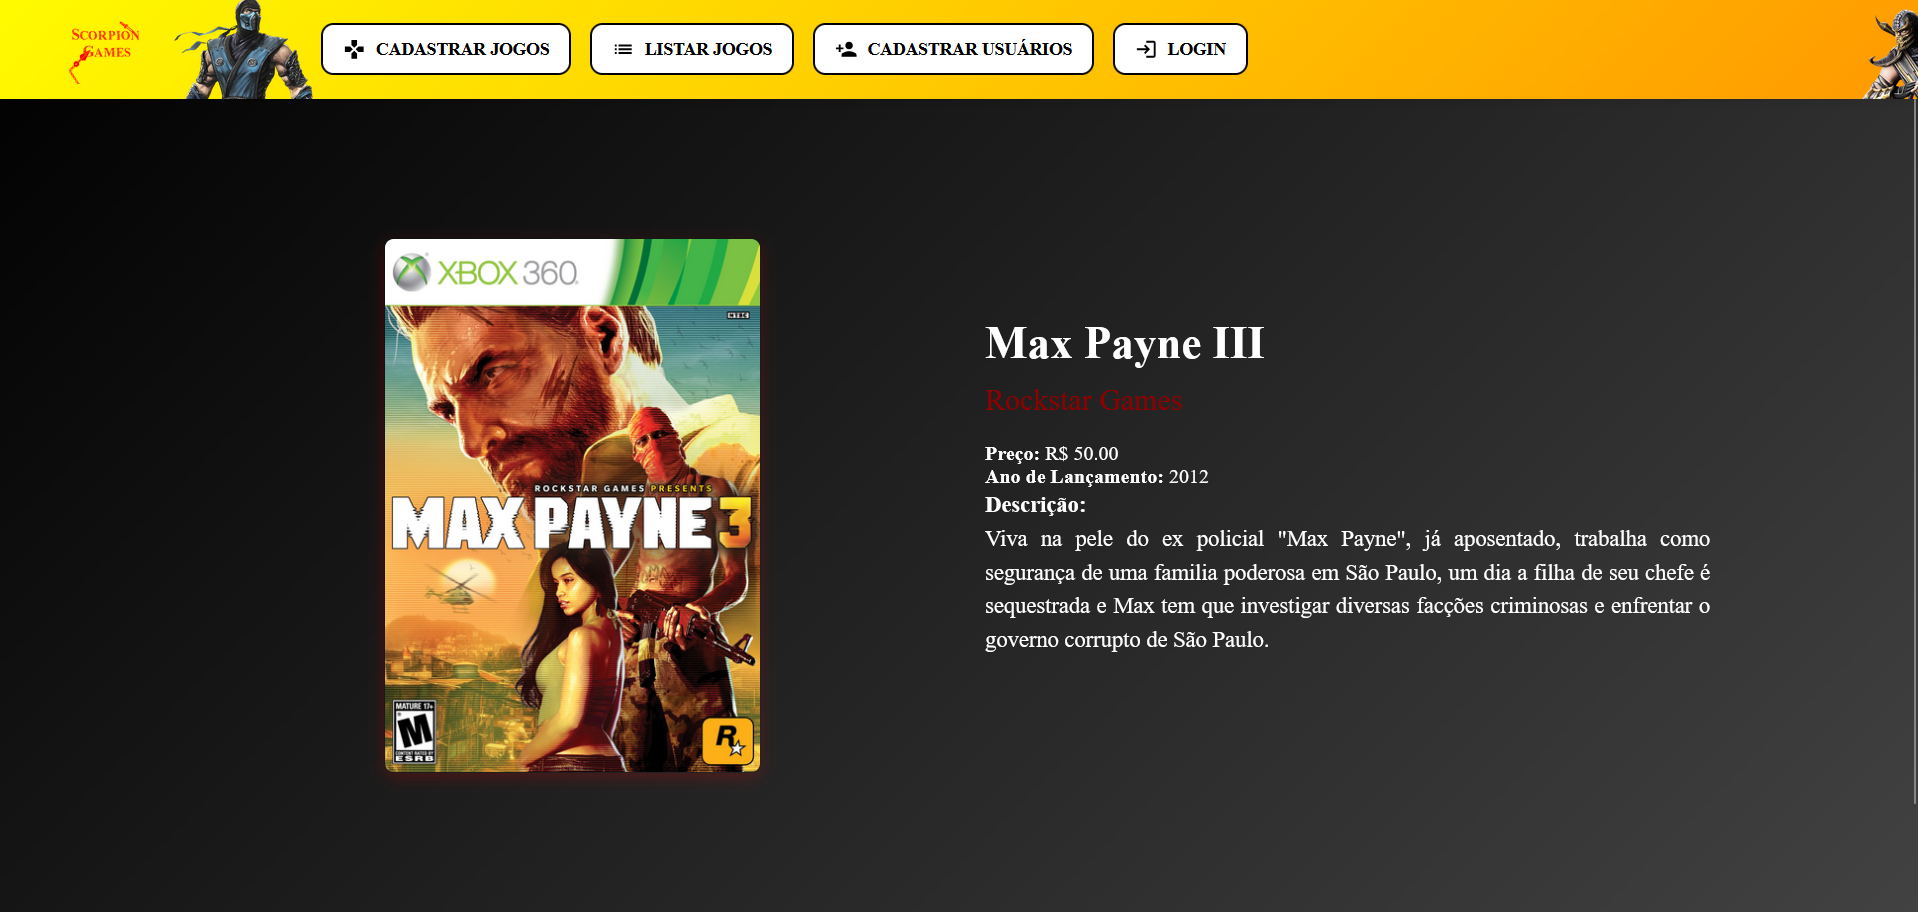 Scorpion
Games
CADASTRAR JOGOS
LISTAR JOGOS
CADASTRAR USUÁRIOS
LOGIN
XBOX 360
NTSC
ROCKSTAR GAMES PRESENTS
MAX PAYNE 3
MATURE 17+
M
CONTENT RATED BY
ESRB
R
Max Payne III
Rockstar Games
Preço: R$ 50.00
Ano de Lançamento: 2012
Descrição:
Viva na pele do ex policial "Max Payne", já aposentado, trabalha como
segurança de uma familia poderosa em São Paulo, um dia a filha de seu chefe é
sequestrada e Max tem que investigar diversas facções criminosas e enfrentar o
governo corrupto de São Paulo.